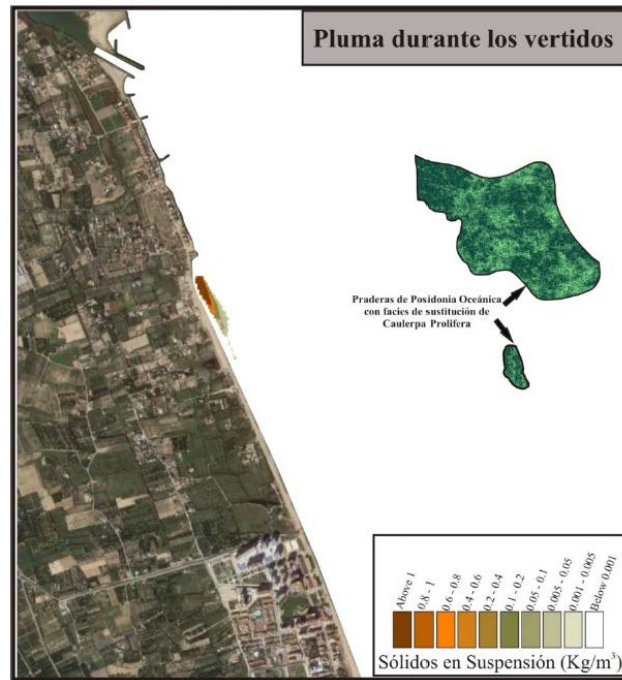 Pluma durante los vertidos
Praderas de Posidonia Oceánica
con facies de sustitución de
Caulerpa Prolifera
Above 1
0.8 - 1
0.6 - 0.8
0.4 - 0.6
0.2 - 0.4
0.1 - 0.2
0.05 - 0.1
0.005 - 0.05
0.001 - 0.005
Below 0.001
Sólidos en Suspensión (Kg/m³)